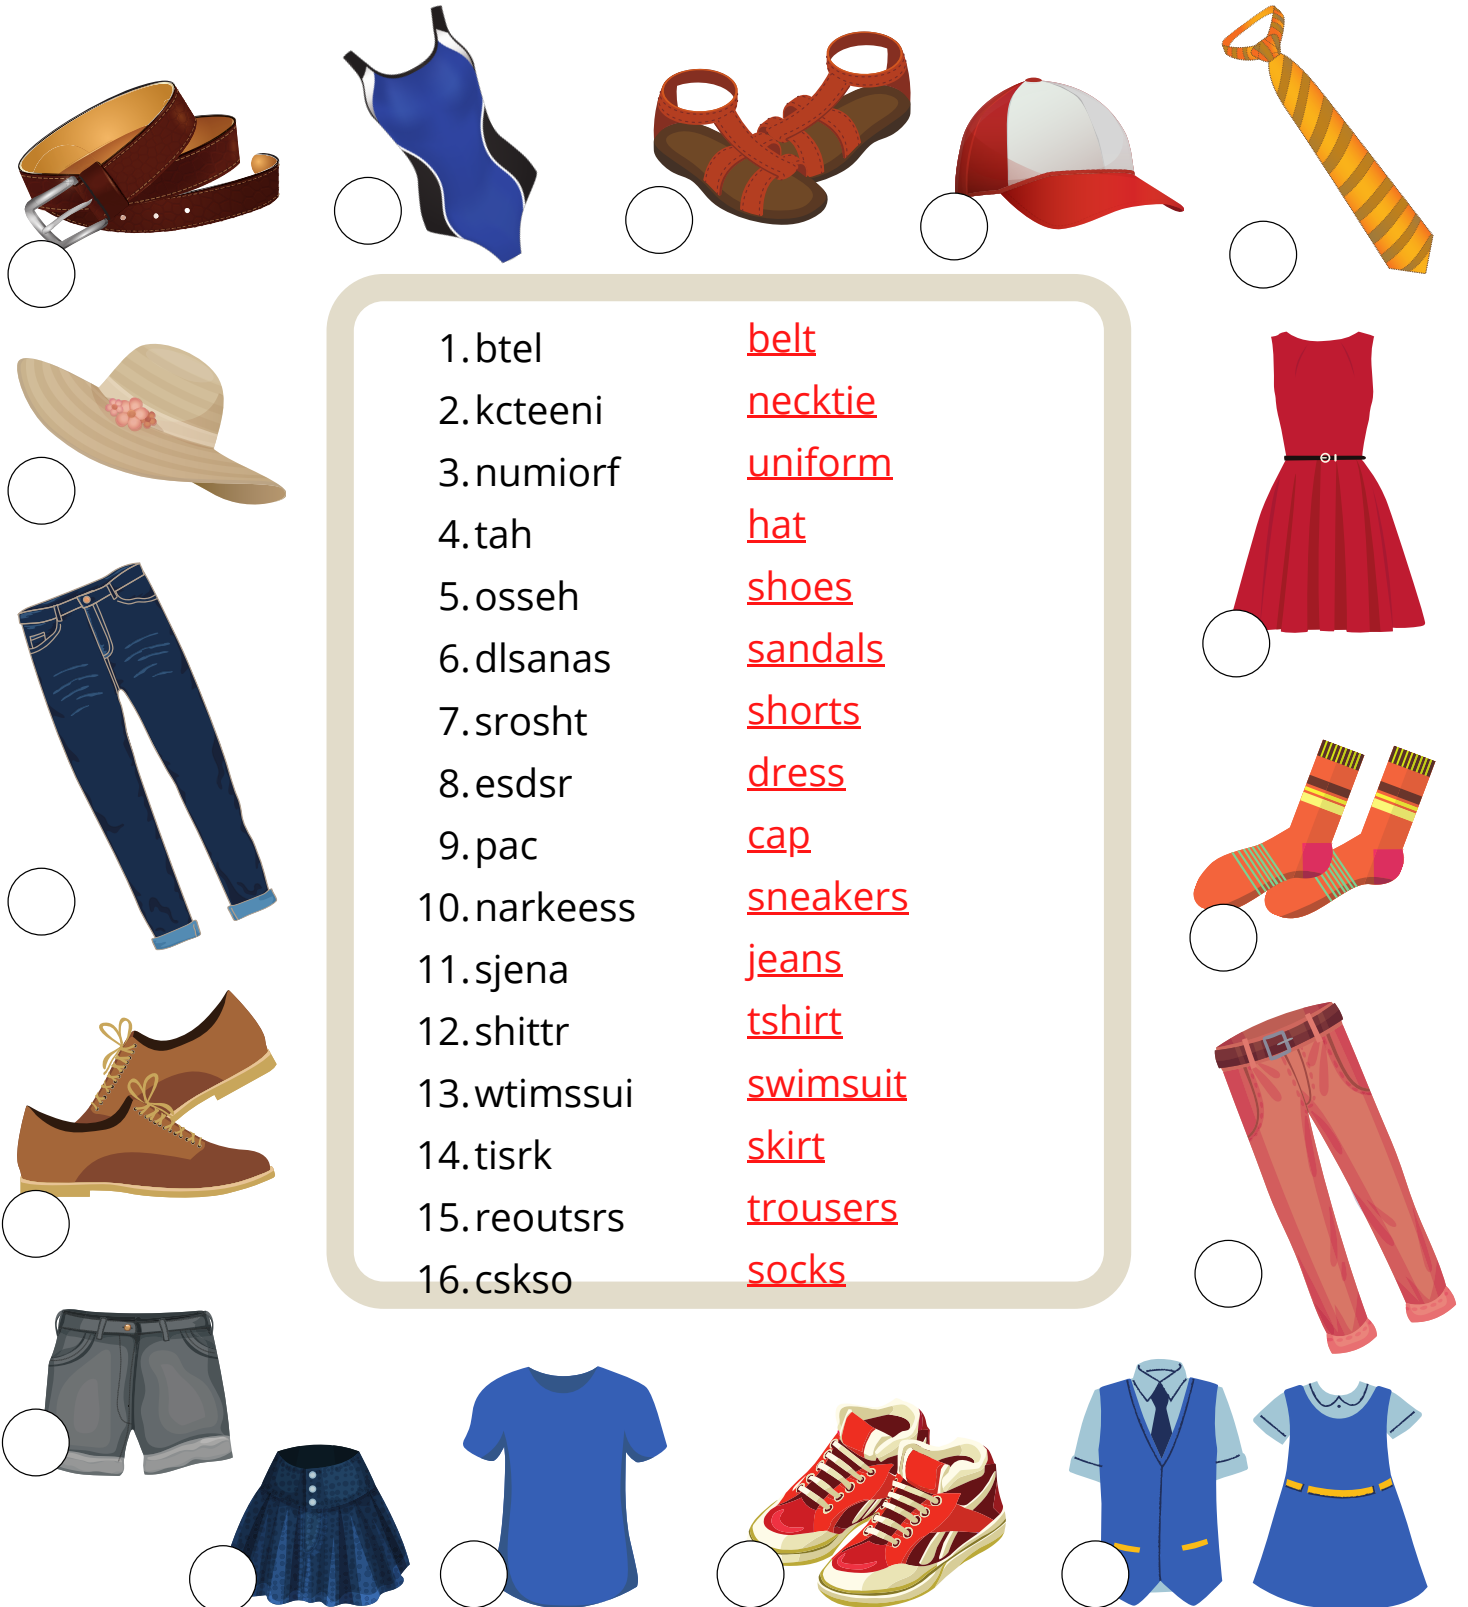 1. btel belt
2. kcteeni necktie
3. numiorf uniform
4. tah hat
5. osseh shoes
6. dlsanas sandals
7. srosht shorts
8. esdsr dress
9. pac cap
10. narkeess sneakers
11. sjena jeans
12. shittr tshirt
13. wtimssui swimsuit
14. tisrk skirt
15. reoutsrs trousers
16. cskso socks